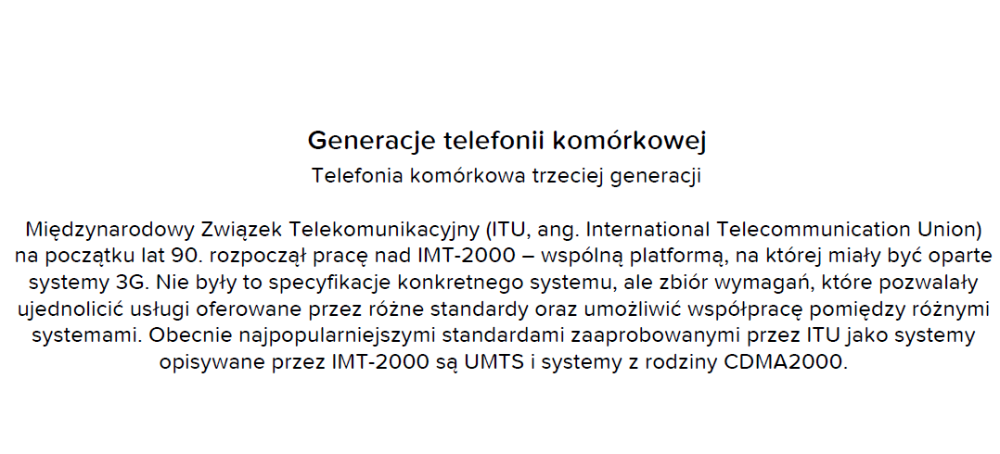 Generacje telefonii komórkowej
Telefonia komórkowa trzeciej generacji
Międzynarodowy Związek Telekomunikacyjny (ITU, ang. International Telecommunication Union)
na początku lat 90. rozpoczął pracę nad IMT-2000 – wspólną platformą, na której miały być oparte
systemy 3G. Nie były to specyfikacje konkretnego systemu, ale zbiór wymagań, które pozwalały
ujednolicić usługi oferowane przez różne standardy oraz umożliwić współpracę pomiędzy różnymi
systemami. Obecnie najpopularniejszymi standardami zaaprobowanymi przez ITU jako systemy
opisywane przez IMT-2000 są UMTS i systemy z rodziny CDMA2000.